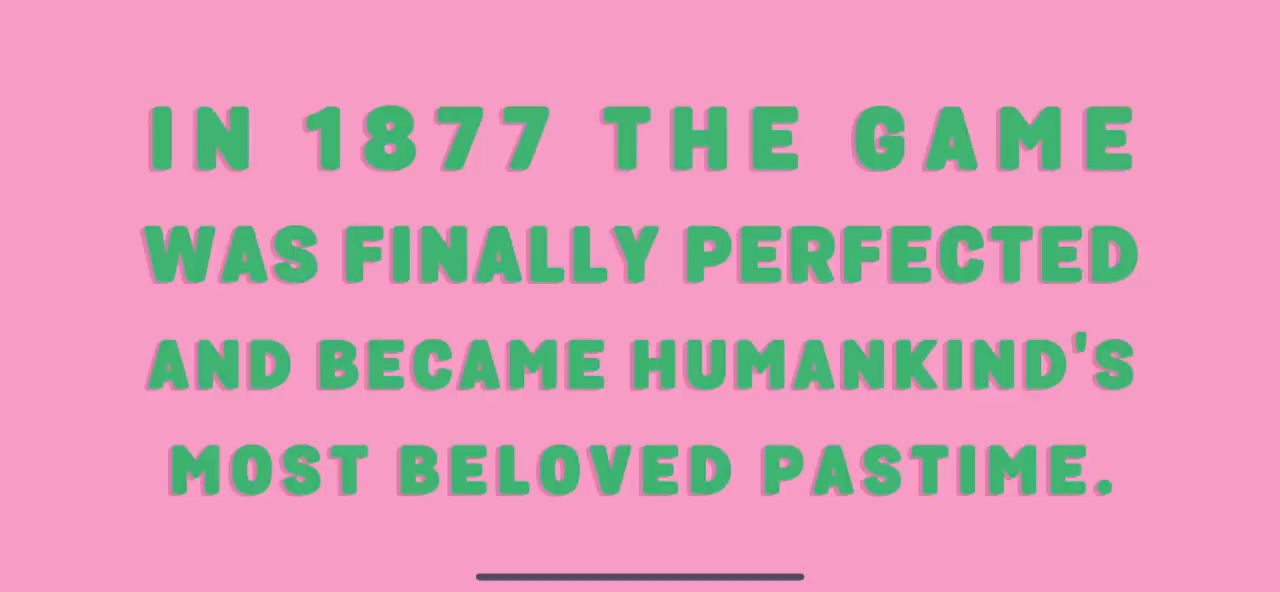 IN 1877 THE GAME
WAS FINALLY PERFECTED
AND BECAME HUMANKIND'S
MOST BELOVED PASTIME.